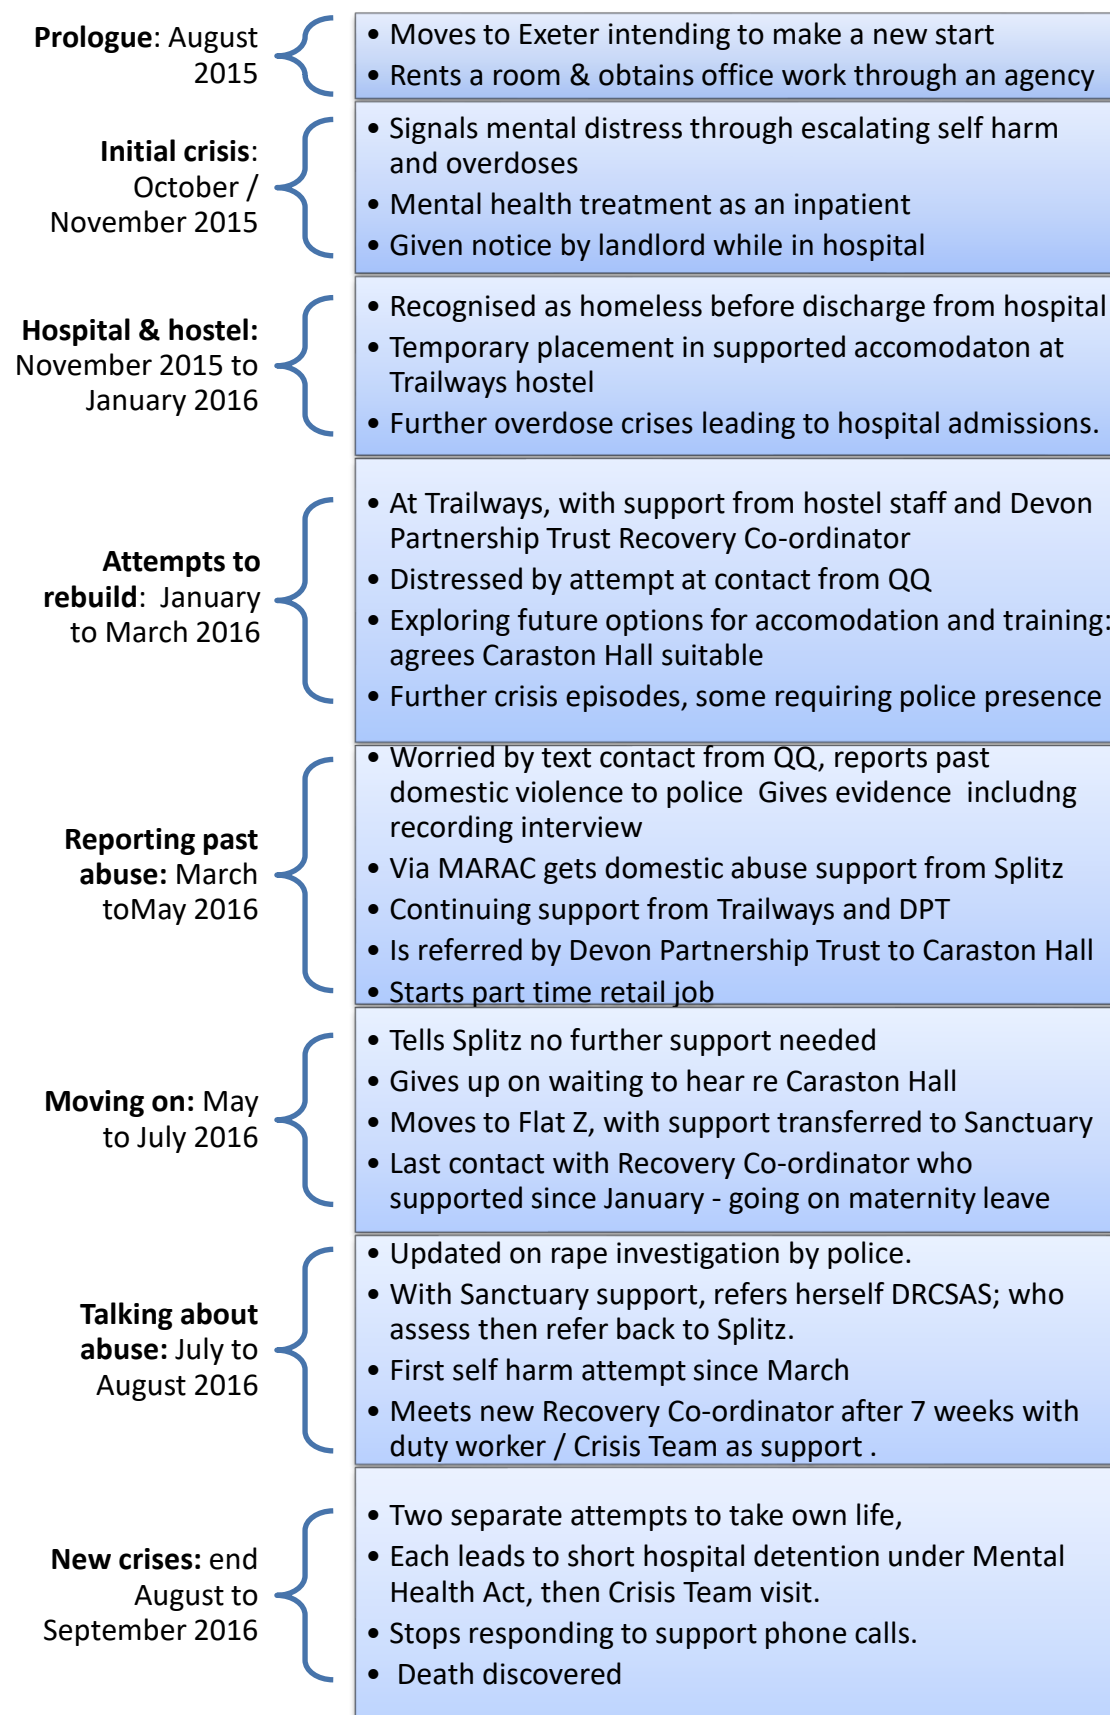 Prologue: August
2015
• Moves to Exeter intending to make a new start
• Rents a room & obtains office work through an agency
Initial crisis:
October /
November 2015
• Signals mental distress through escalating self harm
and overdoses
• Mental health treatment as an inpatient
• Given notice by landlord while in hospital
Hospital & hostel:
November 2015 to
January 2016
• Recognised as homeless before discharge from hospital
• Temporary placement in supported accomodaton at
Trailways hostel
• Further overdose crises leading to hospital admissions.
Attempts to
rebuild: January
to March 2016
• At Trailways, with support from hostel staff and Devon
Partnership Trust Recovery Co-ordinator
• Distressed by attempt at contact from QQ
• Exploring future options for accomodation and training:
agrees Caraston Hall suitable
• Further crisis episodes, some requiring police presence
Reporting past
abuse: March
toMay 2016
• Worried by text contact from QQ, reports past
domestic violence to police Gives evidence includng
recording interview
• Via MARAC gets domestic abuse support from Splitz
• Continuing support from Trailways and DPT
• Is referred by Devon Partnership Trust to Caraston Hall
• Starts part time retail job
Moving on: May
to July 2016
• Tells Splitz no further support needed
• Gives up on waiting to hear re Caraston Hall
• Moves to Flat Z, with support transferred to Sanctuary
• Last contact with Recovery Co-ordinator who
supported since January - going on maternity leave
Talking about
abuse: July to
August 2016
• Updated on rape investigation by police.
• With Sanctuary support, refers herself DRCSAS; who
assess then refer back to Splitz.
• First self harm attempt since March
• Meets new Recovery Co-ordinator after 7 weeks with
duty worker / Crisis Team as support .
New crises: end
August to
September 2016
• Two separate attempts to take own life,
• Each leads to short hospital detention under Mental
Health Act, then Crisis Team visit.
• Stops responding to support phone calls.
• Death discovered